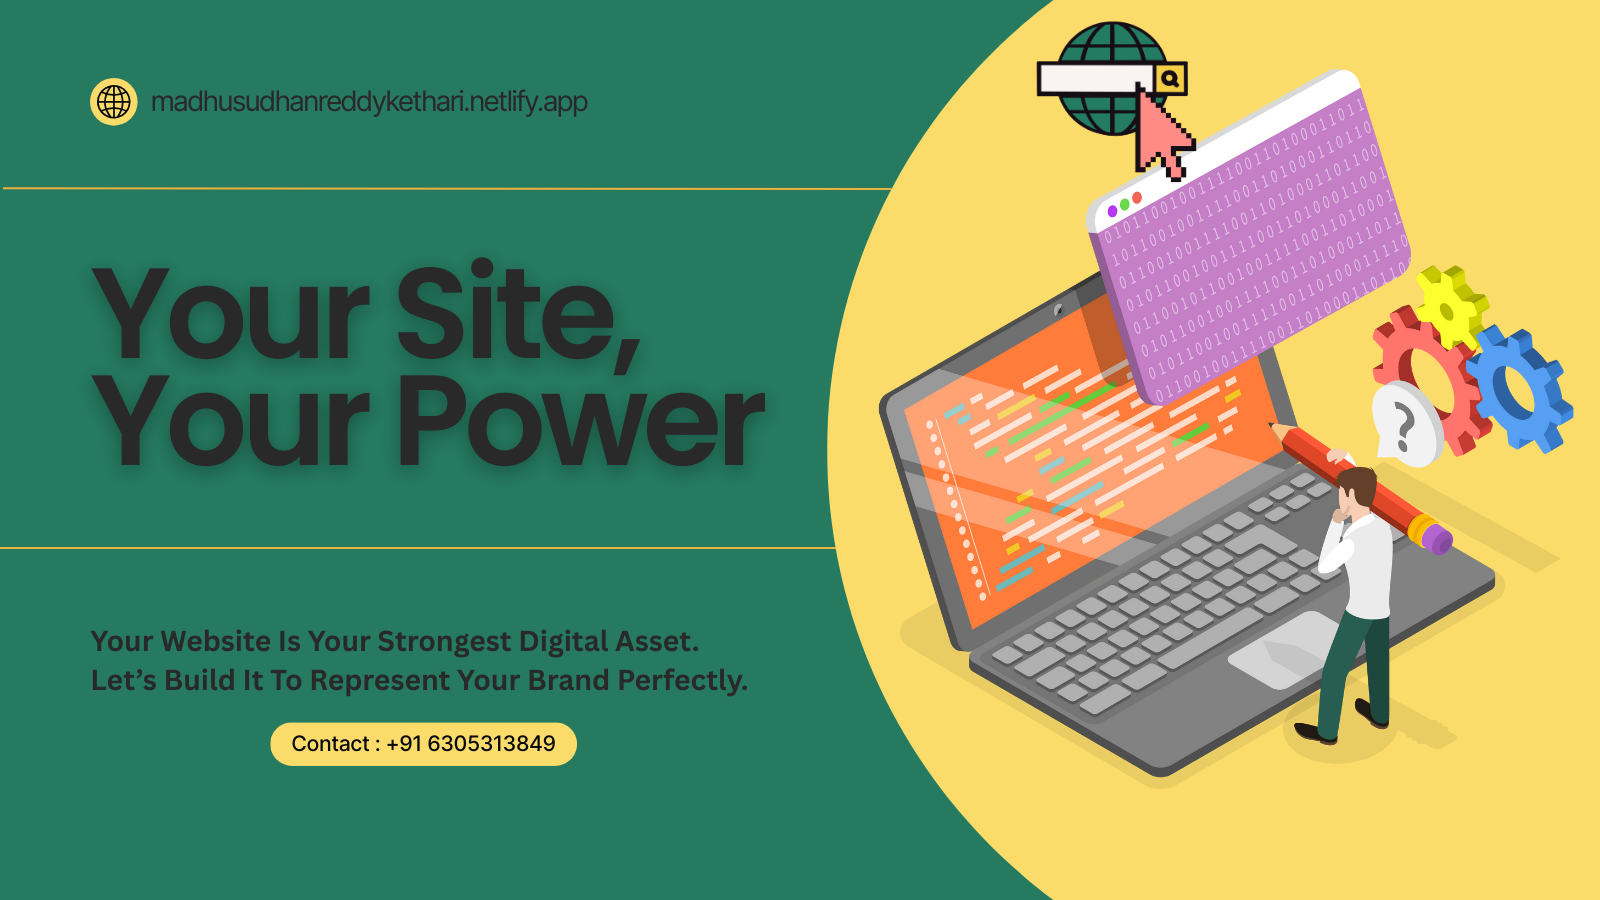 madhusudhanreddykethari.netlify.app
Your Site,
Your Power
Your Website Is Your Strongest Digital Asset.
Let’s Build It To Represent Your Brand Perfectly.
Contact : +91 6305313849
?